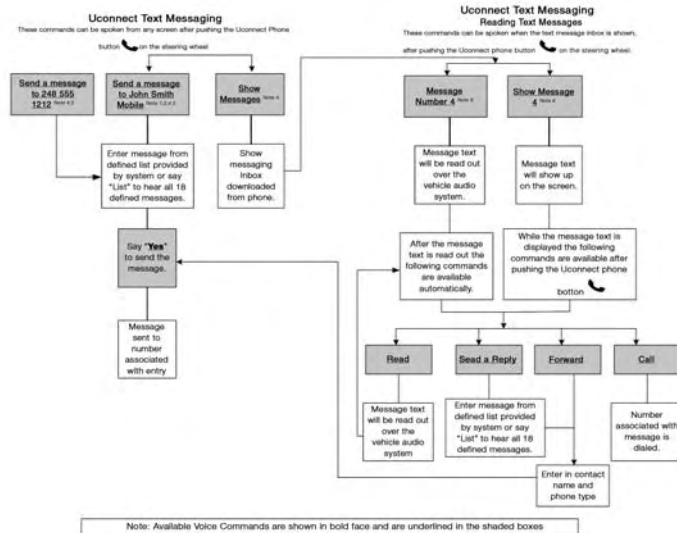 Uconnect Text Messaging
These commands can be spoken from any screen after pushing the Uconnect Phone
button on the steering wheel
Send a message
to 248 555
1212
Send a message
to John Smith
Mobile
Show
Messages
Enter message from
defined list provided
by system or say
"List" to hear all 18
defined messages.
Show
messaging
Inbox
downloaded
from phone.
Say "Yes"
to send the
message.
Message
sent to
number
associated
with entry
Uconnect Text Messaging
Reading Text Messages
These commands can be spoken when the text message inbox is shown,
after pushing the Uconnect phone button on the steering wheel.
Message
Number 4
Show Message
4
Message text
will be read out
over the
vehicle audio
system.
Message text
will show up
on the screen.
After the message
text is read out the
following commands
are available
automatically.
While the message text is
displayed the following
commands are available after
pushing the Uconnect phone
botton
Read
Sead a Reply
Forward
Call
Message text
will be read out
over the
vehicle audio
system
Enter message from
defined list provided
by system or say
"List" to hear all 18
defined messages.
Number
associated with
message is
dialed.
Enter in contact
name and
phone type
Note: Available Voice Commands are shown in bold face and are underlined in the shaded boxes